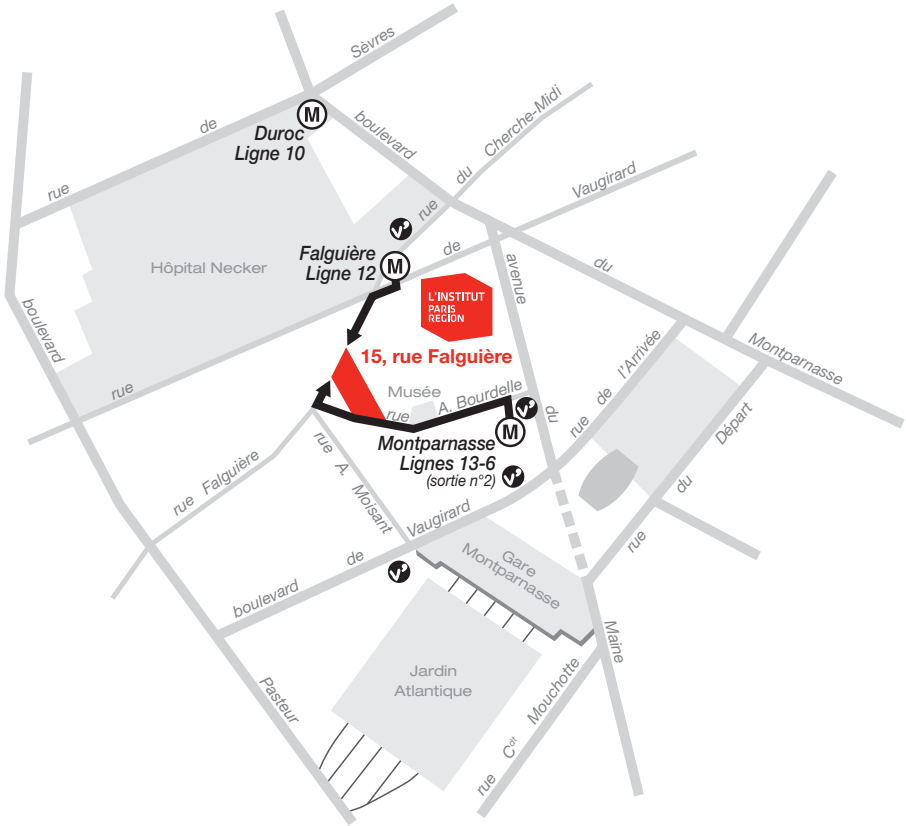 Sèvres
de
M
Duroc
Ligne 10
boulevard
rue du Cherche-Midi
rue
Vaugirard
de
Falguière
Ligne 12
M
Hôpital Necker
avenue
du
L'INSTITUT
PARIS
REGION
boulevard
15, rue Falguière
Montparnasse
rue de l'Arrivée
rue
Musée
rue A. Bourdelle
du
Départ
M
Montparnasse
Lignes 13-6
(sortie n°2)
rue A. Moisant
rue Falguière
du
Vaugirard
rue
de
boulevard
Gare
Montparnasse
Maine
Jardin
Atlantique
Pasteur
rue Cdt Mouchotte